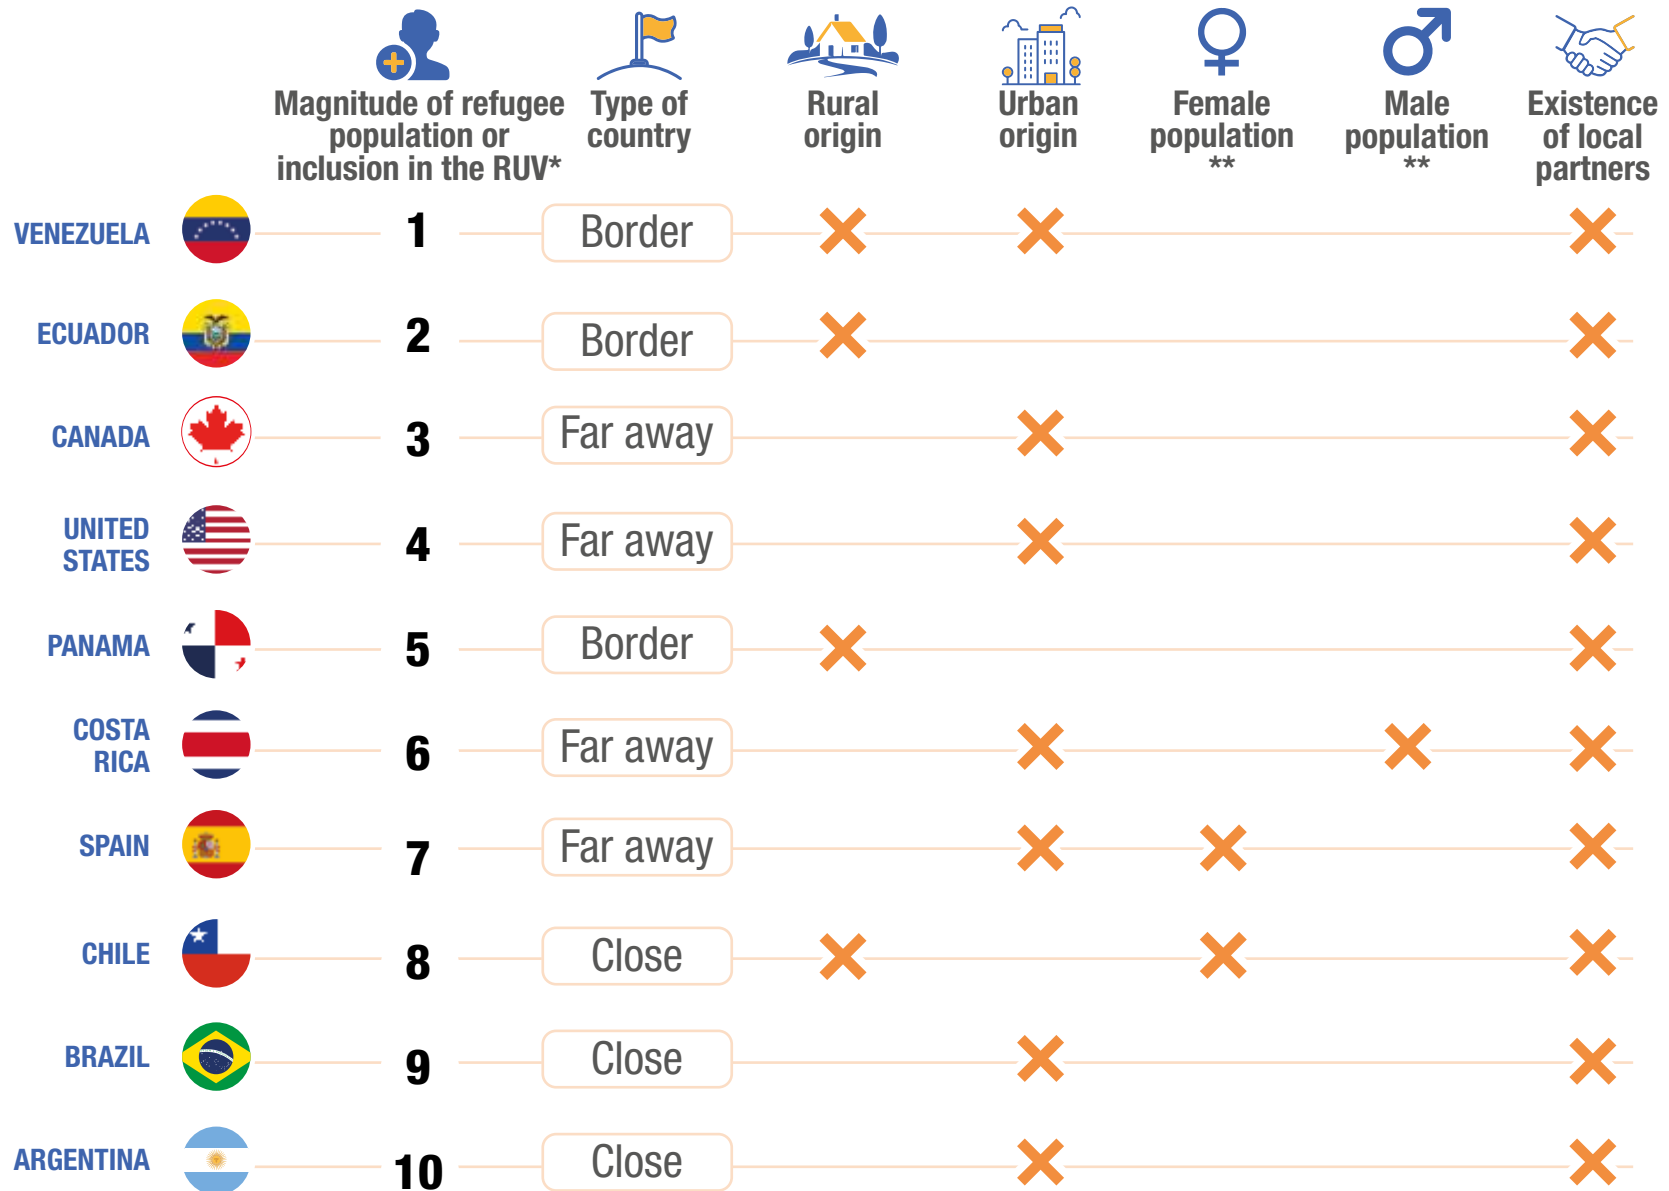 Magnitude of refugee
population or
inclusion in the RUV*
Type of
country
Rural
origin
Urban
origin
Female
population
**
Male
population
**
Existence
of local
partners
VENEZUELA 1 Border
ECUADOR 2 Border
CANADA 3 Far away
UNITED
STATES 4 Far away
PANAMA 5 Border
COSTA
RICA 6 Far away
SPAIN 7 Far away
CHILE 8 Close
BRAZIL 9 Close
ARGENTINA 10 Close